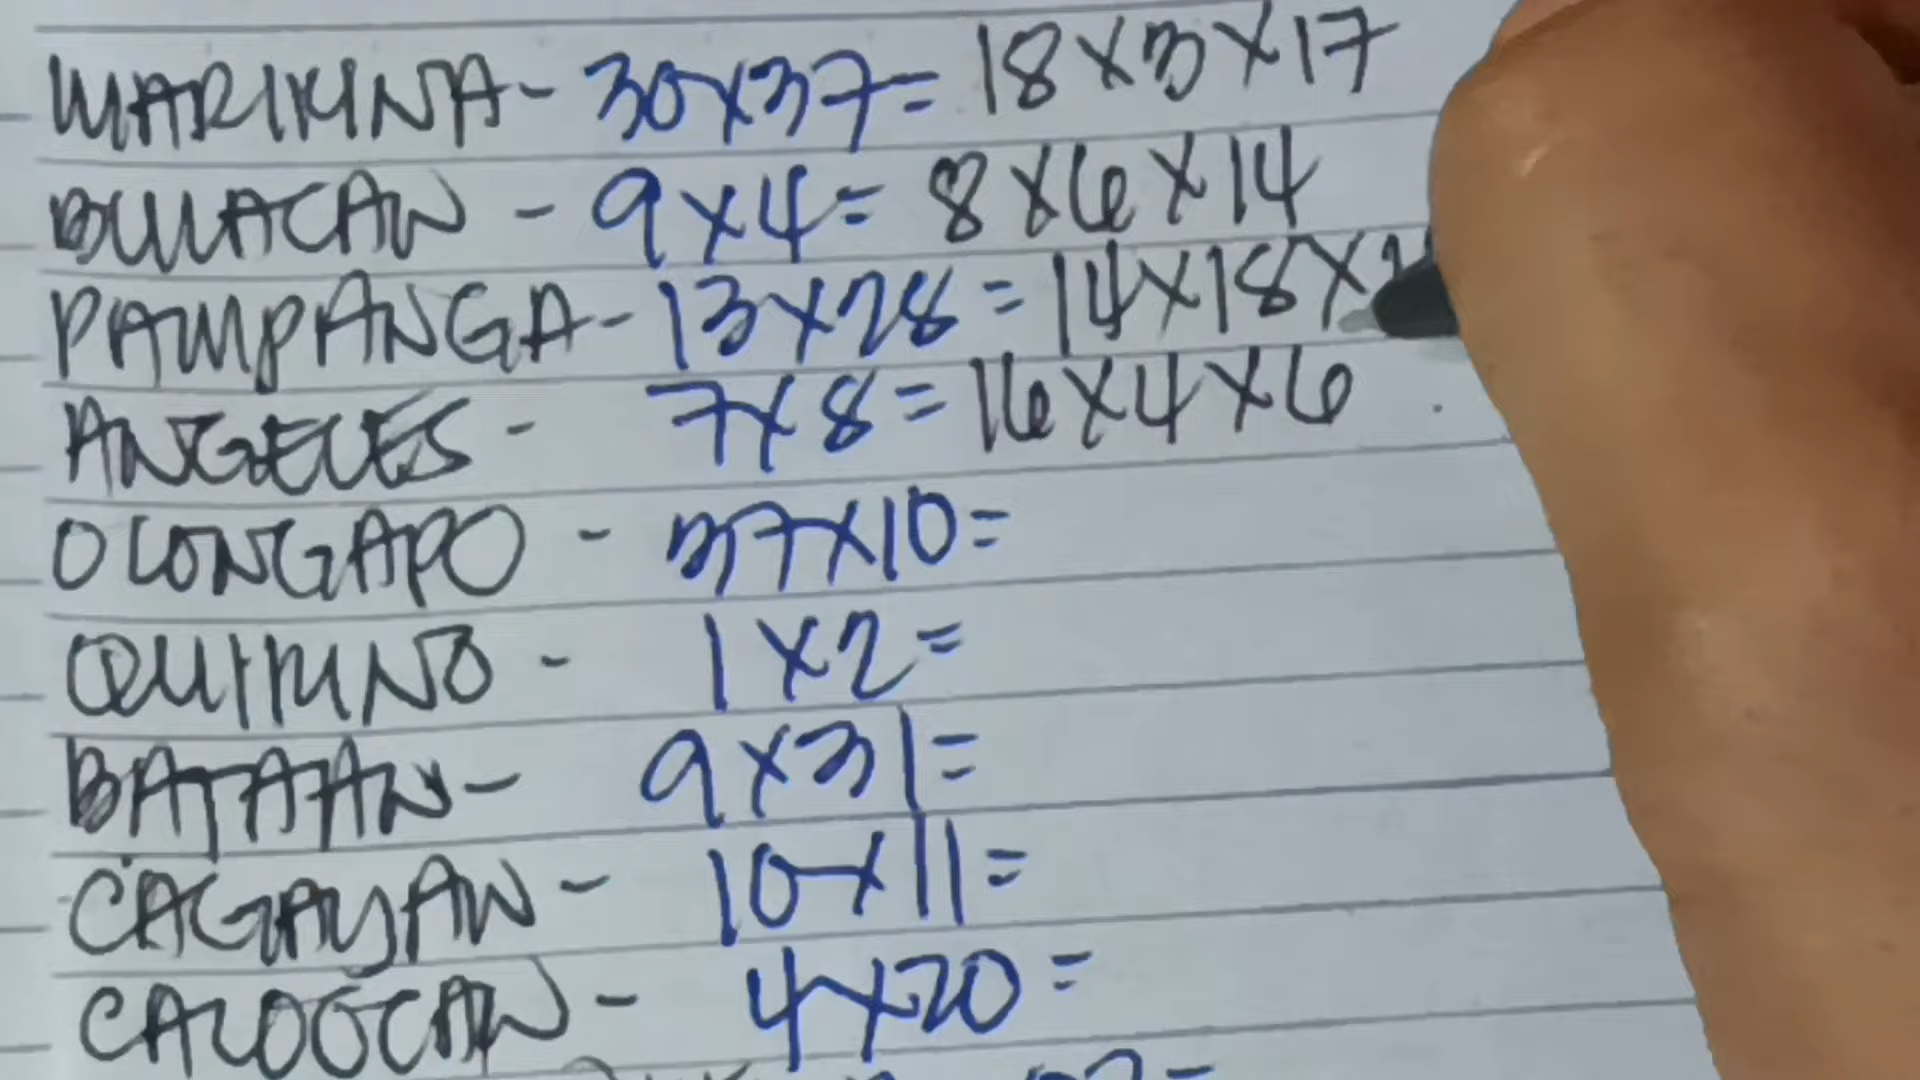 MARIKINA - 30x37= 18x3x17
BULACAN - 9x4= 8x6x14
PAMPANGA - 13x28 = 14x18x
ANGELES - 7x8= 16x4x6
OLONGAPO - 37x10=
QUIRINO - 1x2=
BATAAN - 9x31=
CAGAYAN - 10x11=
CALOOCAN - 4x20=